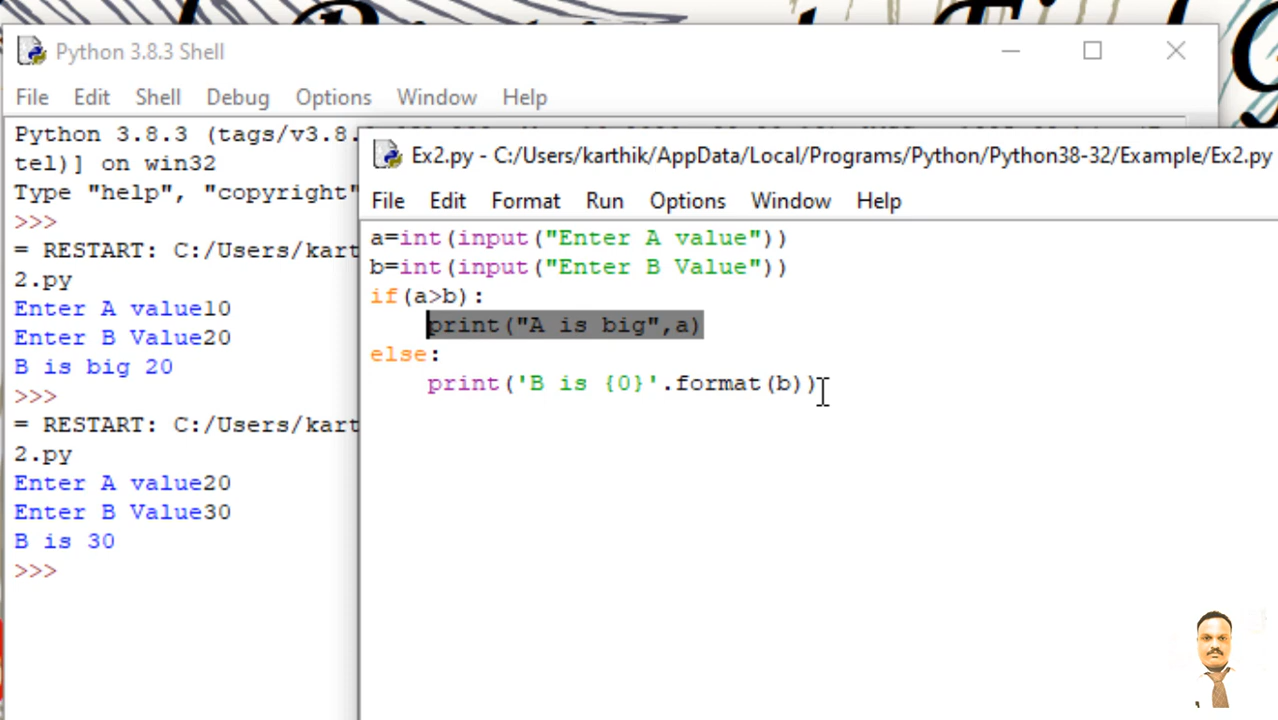 Python 3.8.3 Shell
File Edit Shell Debug Options Window Help
Python 3.8.3 (tags/v3.8.
tel)] on win32
Type "help", "copyright"
>>>
= RESTART: C:/Users/kart
2.py
Enter A value10
Enter B Value20
B is big 20
>>>
= RESTART: C:/Users/kart
2.py
Enter A value20
Enter B Value30
B is 30
>>>
Ex2.py - C:/Users/karthik/AppData/Local/Programs/Python/Python38-32/Example/Ex2.py
File Edit Format Run Options Window Help
a=int(input("Enter A value"))
b=int(input("Enter B Value"))
if(a>b):
    print("A is big",a)
else:
    print('B is {0}'.format(b))